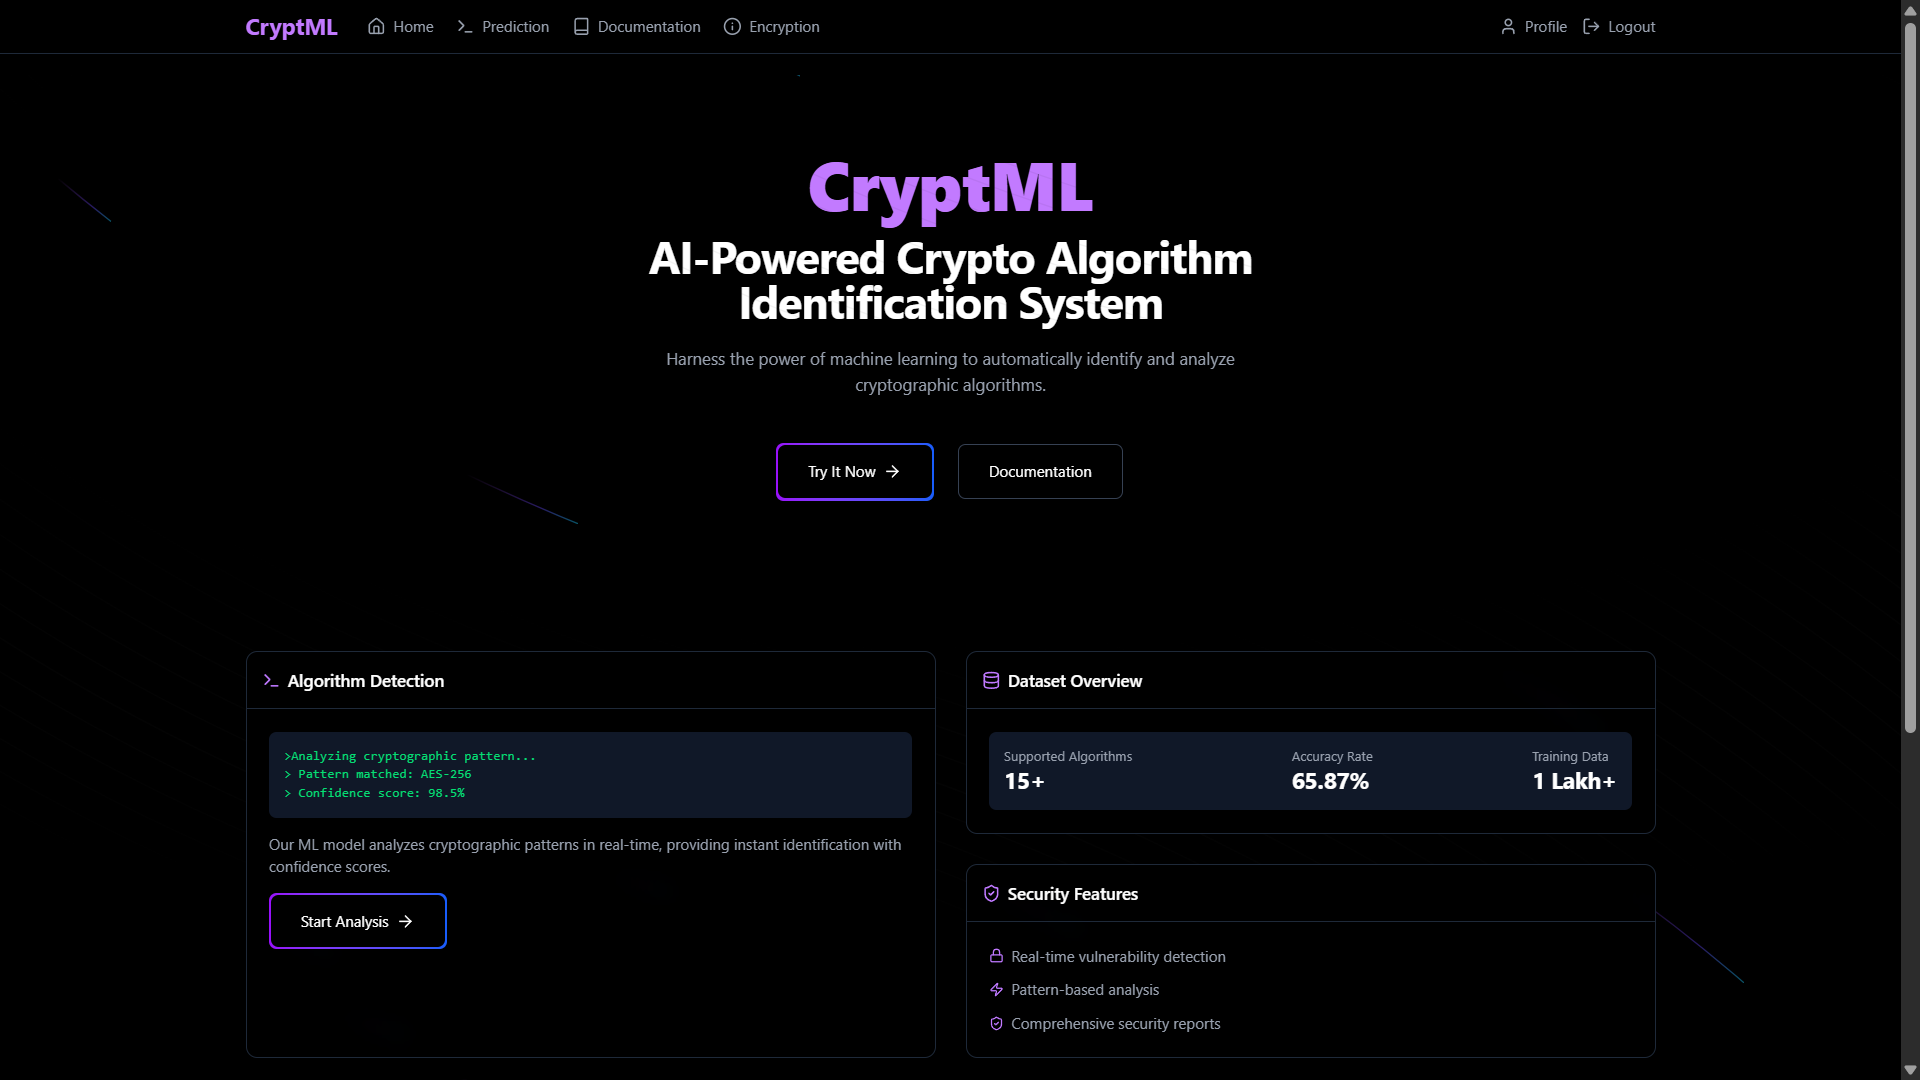 CryptML
Home
Prediction
Documentation
Encryption
Profile
Logout
CryptML
AI-Powered Crypto Algorithm
Identification System
Harness the power of machine learning to automatically identify and analyze
cryptographic algorithms.
Try It Now
Documentation
Algorithm Detection
>Analyzing cryptographic pattern...
> Pattern matched: AES-256
> Confidence score: 98.5%
Our ML model analyzes cryptographic patterns in real-time, providing instant identification with
confidence scores.
Start Analysis
Dataset Overview
Supported Algorithms
15+
Accuracy Rate
65.87%
Training Data
1 Lakh+
Security Features
Real-time vulnerability detection
Pattern-based analysis
Comprehensive security reports